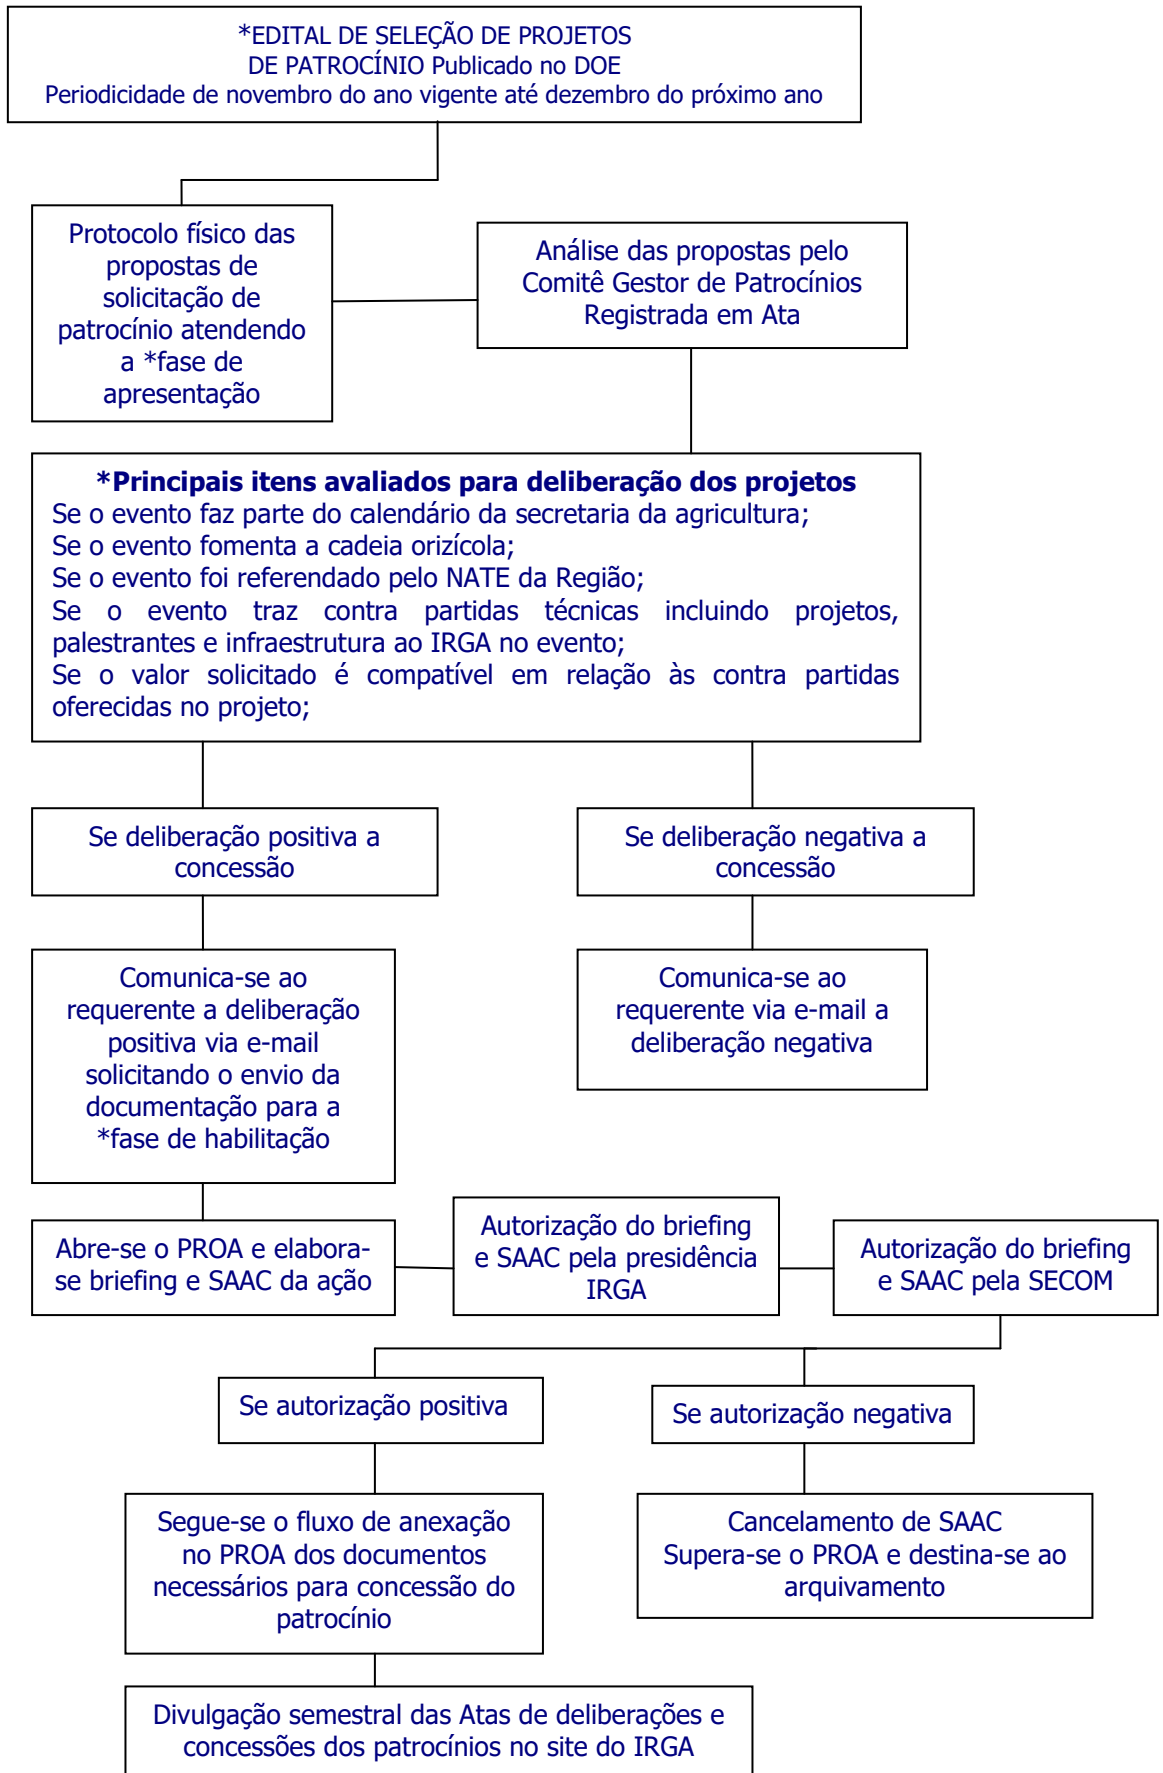 *EDITAL DE SELEÇÃO DE PROJETOS
DE PATROCÍNIO Publicado no DOE
Periodicidade de novembro do ano vigente até dezembro do próximo ano
Protocolo físico das
propostas de
solicitação de
patrocínio atendendo
a *fase de
apresentação
Análise das propostas pelo
Comitê Gestor de Patrocínios
Registrada em Ata
*Principais itens avaliados para deliberação dos projetos
Se o evento faz parte do calendário da secretaria da agricultura;
Se o evento fomenta a cadeia orizícola;
Se o evento foi referendado pelo NATE da Região;
Se o evento traz contra partidas técnicas incluindo projetos,
palestrantes e infraestrutura ao IRGA no evento;
Se o valor solicitado é compatível em relação às contra partidas
oferecidas no projeto;
Se deliberação positiva a
concessão
Se deliberação negativa a
concessão
Comunica-se ao
requerente a deliberação
positiva via e-mail
solicitando o envio da
documentação para a
*fase de habilitação
Comunica-se ao
requerente via e-mail a
deliberação negativa
Abre-se o PROA e elabora-
se briefing e SAAC da ação
Autorização do briefing
e SAAC pela presidência
IRGA
Autorização do briefing
e SAAC pela SECOM
Se autorização positiva
Se autorização negativa
Segue-se o fluxo de anexação
no PROA dos documentos
necessários para concessão do
patrocínio
Cancelamento de SAAC
Supera-se o PROA e destina-se ao
arquivamento
Divulgação semestral das Atas de deliberações e
concessões dos patrocínios no site do IRGA